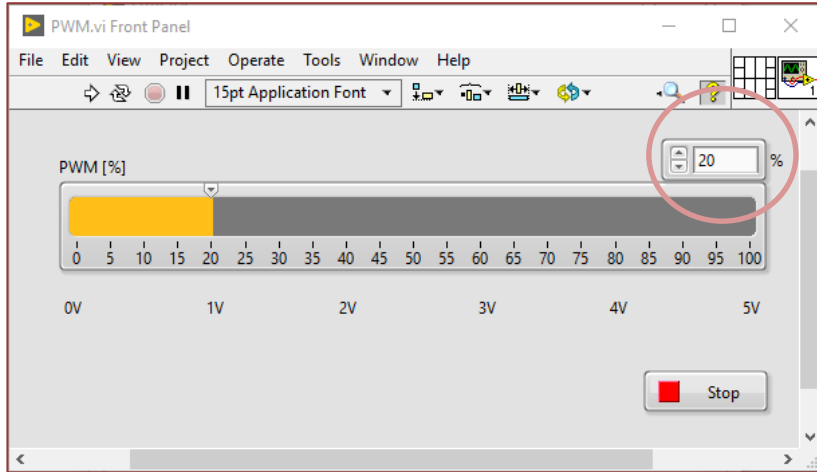 PWM.vi Front Panel
File Edit View Project Operate Tools Window Help
15pt Application Font
1
20 %
PWM [%]
0 5 10 15 20 25 30 35 40 45 50 55 60 65 70 75 80 85 90 95 100
0V 1V 2V 3V 4V 5V
Stop